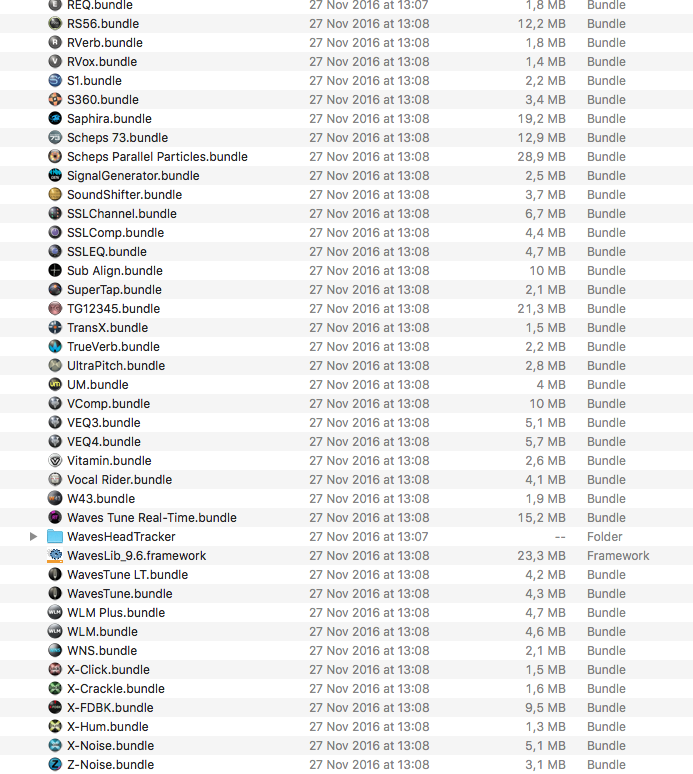 REQ.bundle 27 Nov 2016 at 13:07 1,8 MB Bundle
RS56.bundle 27 Nov 2016 at 13:08 12,2 MB Bundle
RVerb.bundle 27 Nov 2016 at 13:08 1,8 MB Bundle
RVox.bundle 27 Nov 2016 at 13:08 1,4 MB Bundle
S1.bundle 27 Nov 2016 at 13:08 2,2 MB Bundle
S360.bundle 27 Nov 2016 at 13:08 3,4 MB Bundle
Saphira.bundle 27 Nov 2016 at 13:08 19,2 MB Bundle
Scheps 73.bundle 27 Nov 2016 at 13:08 12,9 MB Bundle
Scheps Parallel Particles.bundle 27 Nov 2016 at 13:08 28,9 MB Bundle
SignalGenerator.bundle 27 Nov 2016 at 13:08 2,5 MB Bundle
SoundShifter.bundle 27 Nov 2016 at 13:08 3,7 MB Bundle
SSLChannel.bundle 27 Nov 2016 at 13:08 6,7 MB Bundle
SSLComp.bundle 27 Nov 2016 at 13:08 4,4 MB Bundle
SSLEQ.bundle 27 Nov 2016 at 13:08 4,7 MB Bundle
Sub Align.bundle 27 Nov 2016 at 13:08 10 MB Bundle
SuperTap.bundle 27 Nov 2016 at 13:08 2,1 MB Bundle
TG12345.bundle 27 Nov 2016 at 13:08 21,3 MB Bundle
TransX.bundle 27 Nov 2016 at 13:08 1,5 MB Bundle
TrueVerb.bundle 27 Nov 2016 at 13:08 2,2 MB Bundle
UltraPitch.bundle 27 Nov 2016 at 13:08 2,8 MB Bundle
UM.bundle 27 Nov 2016 at 13:08 4 MB Bundle
VComp.bundle 27 Nov 2016 at 13:08 10 MB Bundle
VEQ3.bundle 27 Nov 2016 at 13:08 5,1 MB Bundle
VEQ4.bundle 27 Nov 2016 at 13:08 5,7 MB Bundle
Vitamin.bundle 27 Nov 2016 at 13:08 2,6 MB Bundle
Vocal Rider.bundle 27 Nov 2016 at 13:08 4,1 MB Bundle
W43.bundle 27 Nov 2016 at 13:08 1,9 MB Bundle
Waves Tune Real-Time.bundle 27 Nov 2016 at 13:08 15,2 MB Bundle
WavesHeadTracker 27 Nov 2016 at 13:07 -- Folder
WavesLib_9.6.framework 27 Nov 2016 at 13:08 23,3 MB Framework
WavesTune LT.bundle 27 Nov 2016 at 13:08 4,2 MB Bundle
WavesTune.bundle 27 Nov 2016 at 13:08 4,3 MB Bundle
WLM WLM Plus.bundle 27 Nov 2016 at 13:08 4,7 MB Bundle
WLM WLM.bundle 27 Nov 2016 at 13:08 4,6 MB Bundle
WNS.bundle 27 Nov 2016 at 13:08 2,1 MB Bundle
X-Click.bundle 27 Nov 2016 at 13:08 1,5 MB Bundle
X-Crackle.bundle 27 Nov 2016 at 13:08 1,6 MB Bundle
X-FDBK.bundle 27 Nov 2016 at 13:08 9,5 MB Bundle
X-Hum.bundle 27 Nov 2016 at 13:08 1,3 MB Bundle
X-Noise.bundle 27 Nov 2016 at 13:08 5,1 MB Bundle
Z-Noise.bundle 27 Nov 2016 at 13:08 3,1 MB Bundle